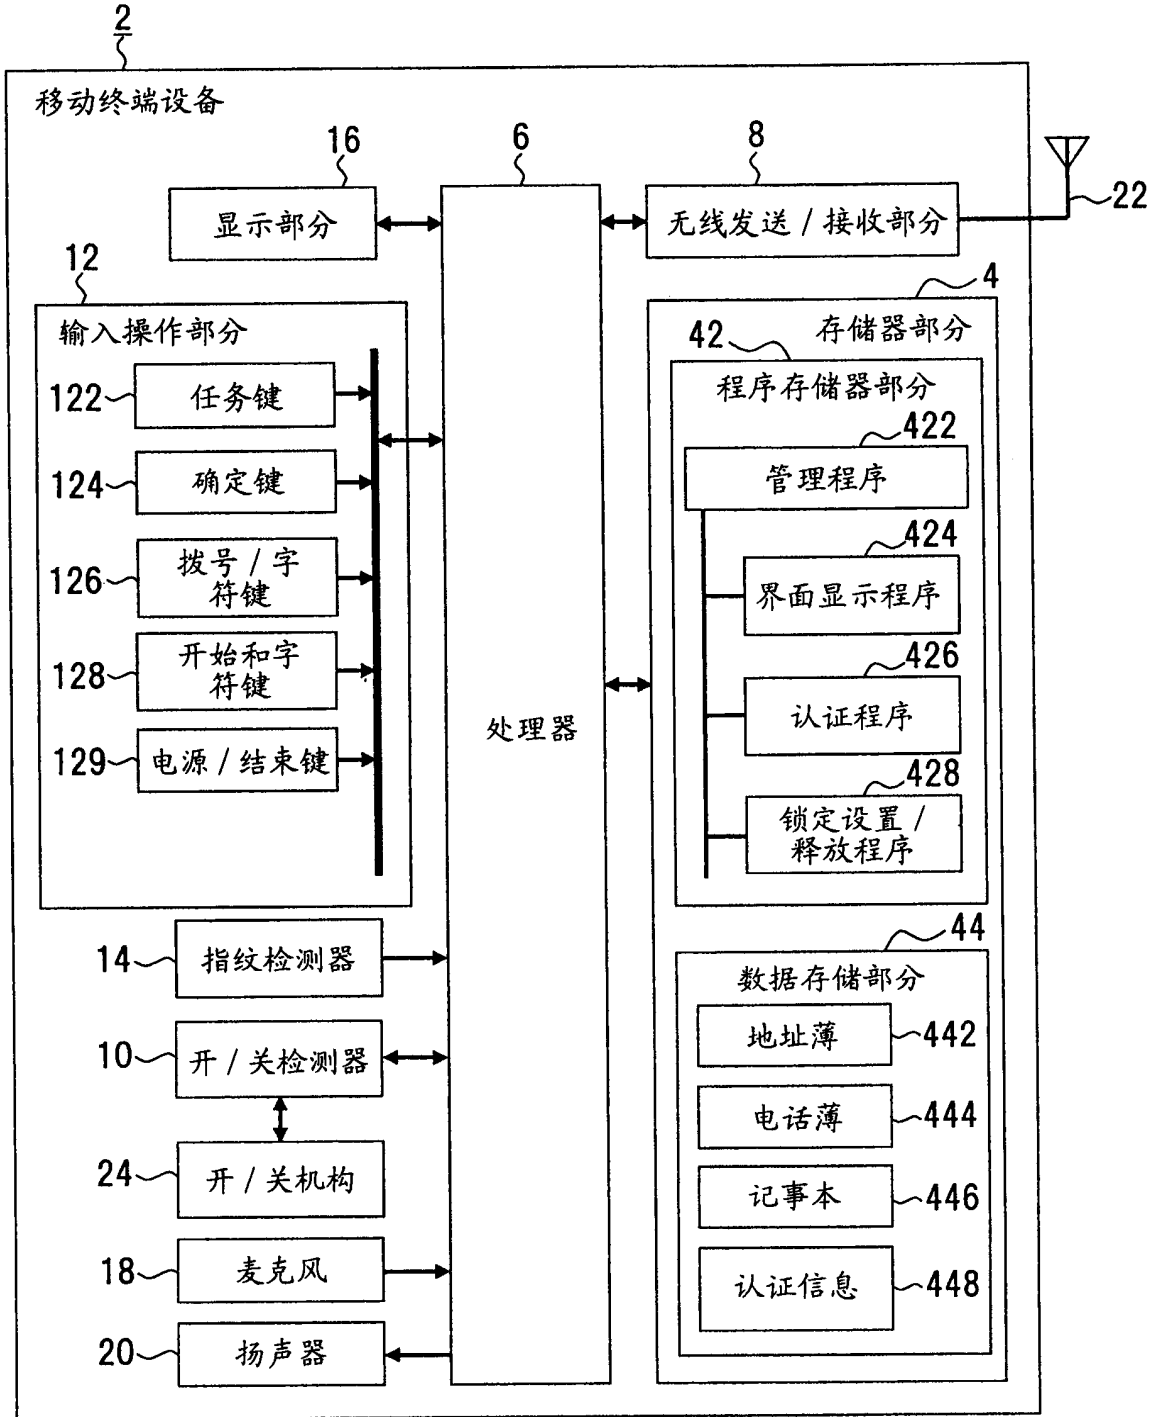 2
移动终端设备
16
显示部分
6
处理器
8
无线发送 / 接收部分
22
12
输入操作部分
122
任务键
124
确定键
126
拨号 / 字
符键
128
开始和字
符键
129
电源 / 结束键
14
指纹检测器
10
开 / 关检测器
24
开 / 关机构
18
麦克风
20
扬声器
4
存储器部分
42
程序存储器部分
422
管理程序
424
界面显示程序
426
认证程序
428
锁定设置 /
释放程序
44
数据存储部分
地址薄
442
电话薄
444
记事本
446
认证信息
448